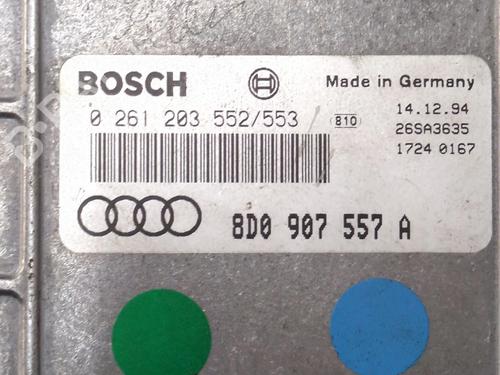 BOSCH
Made in Germany
0 261 203 552/553
810
14.12.94
26SA3635
1724 0167
8D0 907 557 A